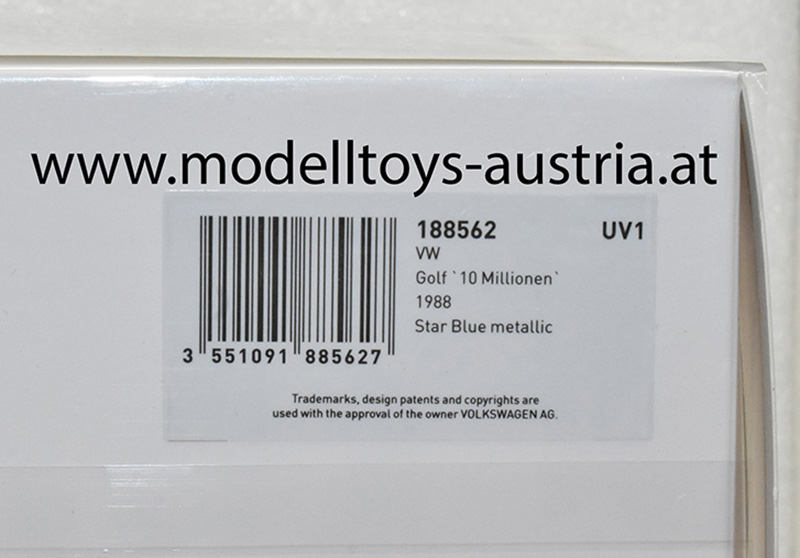 www.modelltoys-austria.at
188562 UV1
VW
Golf `10 Millionen`
1988
Star Blue metallic
3 551091 885627
Trademarks, design patents and copyrights are
used with the approval of the owner VOLKSWAGEN AG.